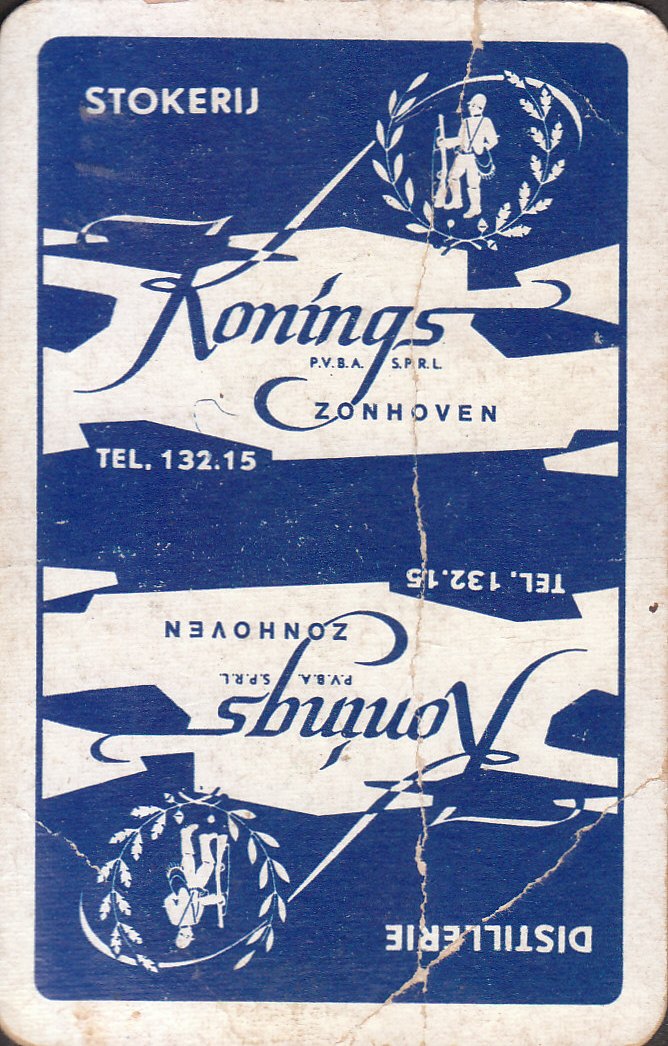 STOKERIJ
Konings
P.V.B.A. S.P.R.L.
ZONHOVEN
TEL. 132.15
TEL. 132.15
ZONHOVEN
P.V.B.A. S.P.R.L.
Konings
DISTILLERIE